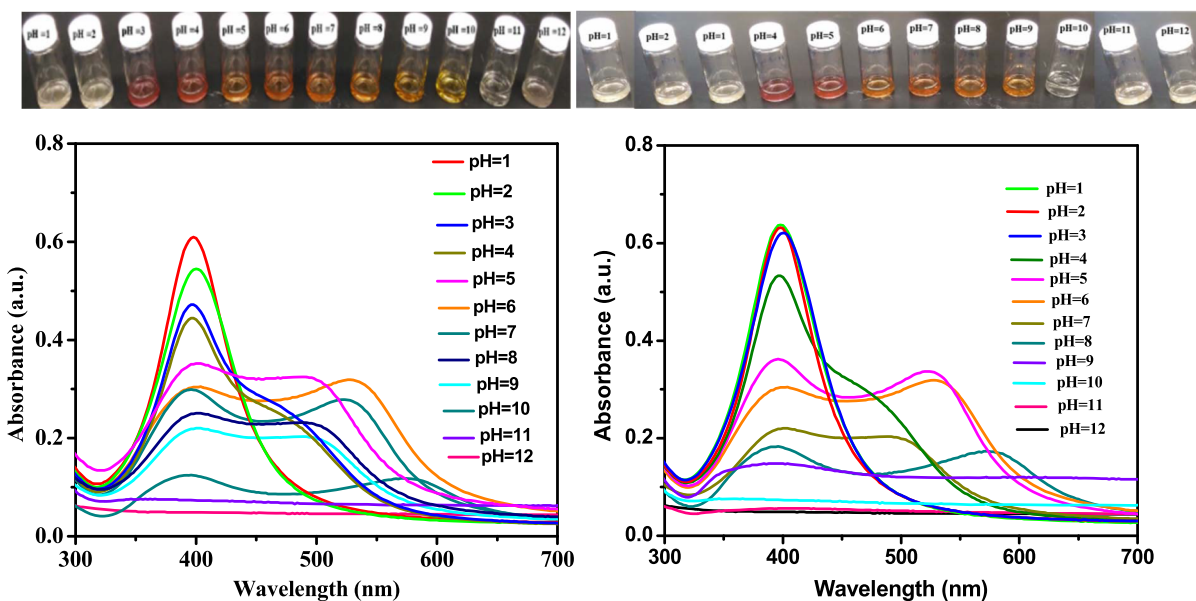 pH =1 pH =2 pH =3 pH =4 pH =5 pH =6 pH =7 pH =8 pH =9 pH =10 pH =11 pH =12
pH=1 pH=2 pH=1 pH=4 pH=5 pH=6 pH=7 pH=8 pH=9 pH=10 pH=11 pH=12
0.8
0.6
0.4
0.2
0.0
Absorbance (a.u.)
pH=1
pH=2
pH=3
pH=4
pH=5
pH=6
pH=7
pH=8
pH=9
pH=10
pH=11
pH=12
300 400 500 600 700
Wavelength (nm)
0.8
0.6
0.4
0.2
0.0
Absorbance (a.u.)
pH=1
pH=2
pH=3
pH=4
pH=5
pH=6
pH=7
pH=8
pH=9
pH=10
pH=11
pH=12
300 400 500 600 700
Wavelength (nm)